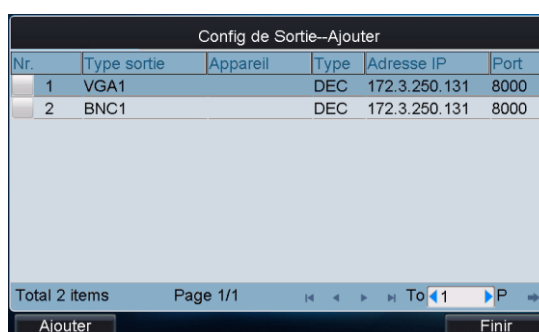 Config de Sortie--Ajouter
Nr. Type sortie Appareil Type Adresse IP Port
1 VGA1 DEC 172.3.250.131 8000
2 BNC1 DEC 172.3.250.131 8000
Total 2 items Page 1/1 To 1 P
Ajouter Finir